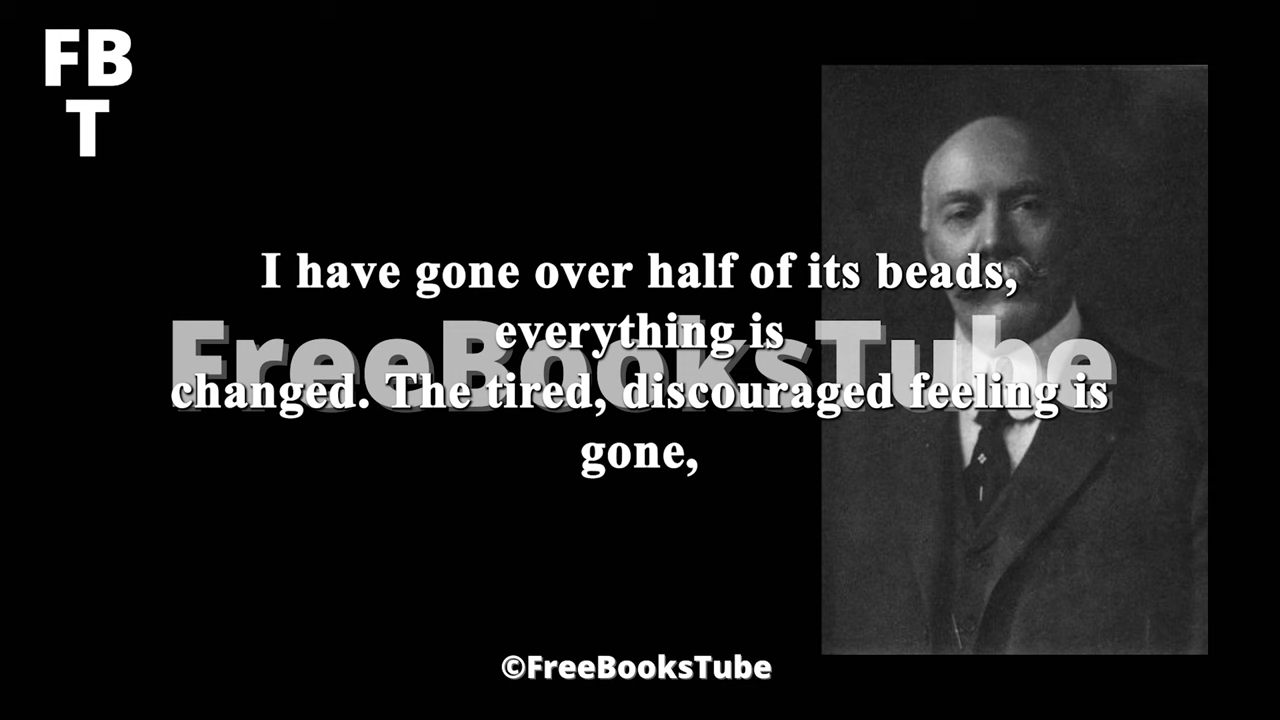 FB
T
I have gone over half of its beads,
everything is
FreeBooksTube
changed. The tired, discouraged feeling is
gone,
©FreeBooksTube